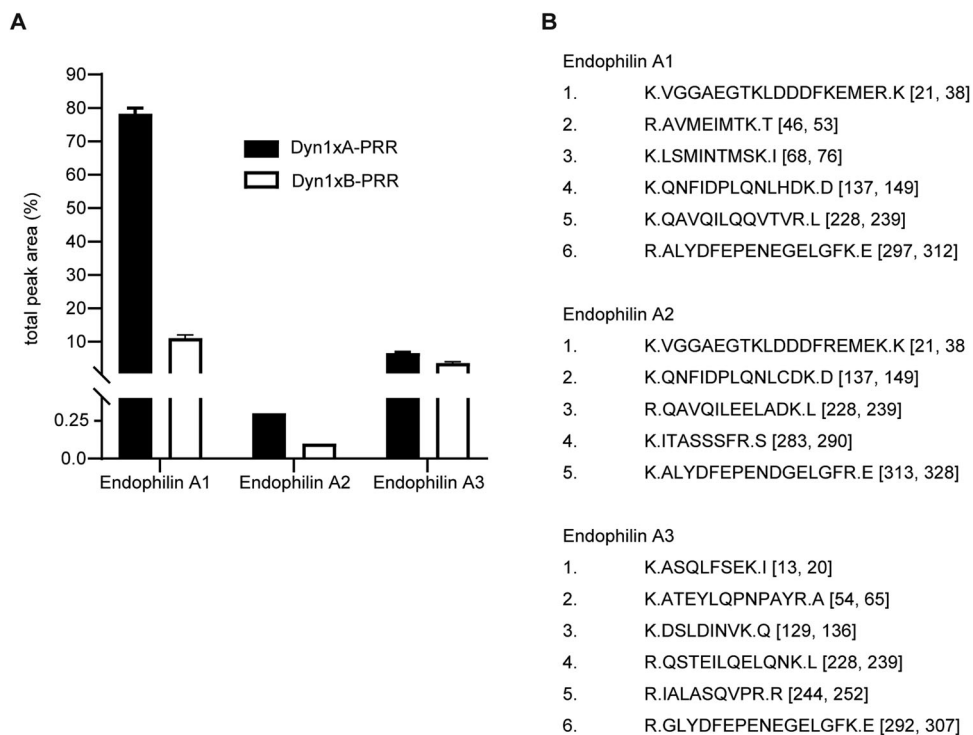 A
90
80
70
60
50
40
30
20
10
0.25
0.0
total peak area (%)
Dyn1xA-PRR
Dyn1xB-PRR
Endophilin A1
Endophilin A2
Endophilin A3
B
Endophilin A1
1. K.VGGAEGTKLDDDFKEMER.K [21, 38]
2. R.AVMEIMTK.T [46, 53]
3. K.LSMINTMSK.I [68, 76]
4. K.QNFIDPLQNLHDK.D [137, 149]
5. K.QAVQILQQVTVR.L [228, 239]
6. R.ALYDFEPENEGELGFK.E [297, 312]
Endophilin A2
1. K.VGGAEGTKLDDDFREMEK.K [21, 38
2. K.QNFIDPLQNLCDK.D [137, 149]
3. R.QAVQILEELADK.L [228, 239]
4. K.ITASSSFR.S [283, 290]
5. K.ALYDFEPENDGELGFR.E [313, 328]
Endophilin A3
1. K.ASQLFSEK.I [13, 20]
2. K.ATEYLQPNPAYR.A [54, 65]
3. K.DSLDINVK.Q [129, 136]
4. R.QSTEILQELQNK.L [228, 239]
5. R.IALASQVPR.R [244, 252]
6. R.GLYDFEPENEGELGFK.E [292, 307]